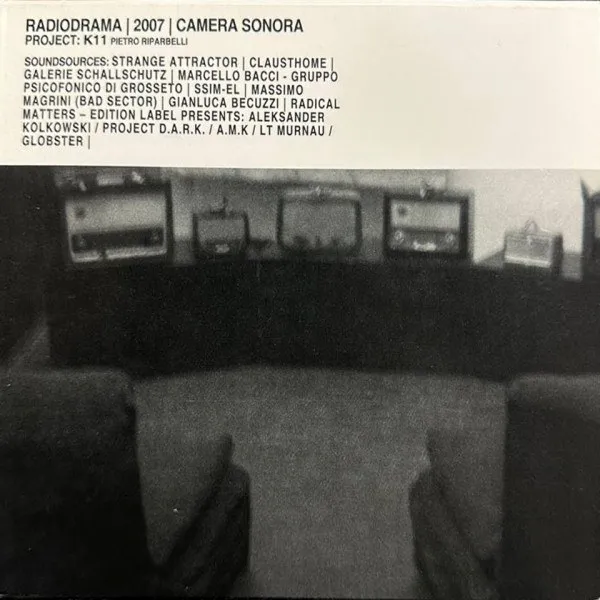 RADIODRAMA | 2007 | CAMERA SONORA
PROJECT: K11 PIETRO RIPARBELLI
SOUNDSOURCES: STRANGE ATTRACTOR | CLAUSTHOME |
GALERIE SCHALLSCHUTZ | MARCELLO BACCI - GRUPPO
PSICOFONICO DI GROSSETO | SSIM-EL | MASSIMO
MAGRINI (BAD SECTOR) | GIANLUCA BECUZZI | RADICAL
MATTERS – EDITION LABEL PRESENTS: ALEKSANDER
KOLKOWSKI / PROJECT D.A.R.K. / A.M.K / LT MURNAU /
GLOBSTER |